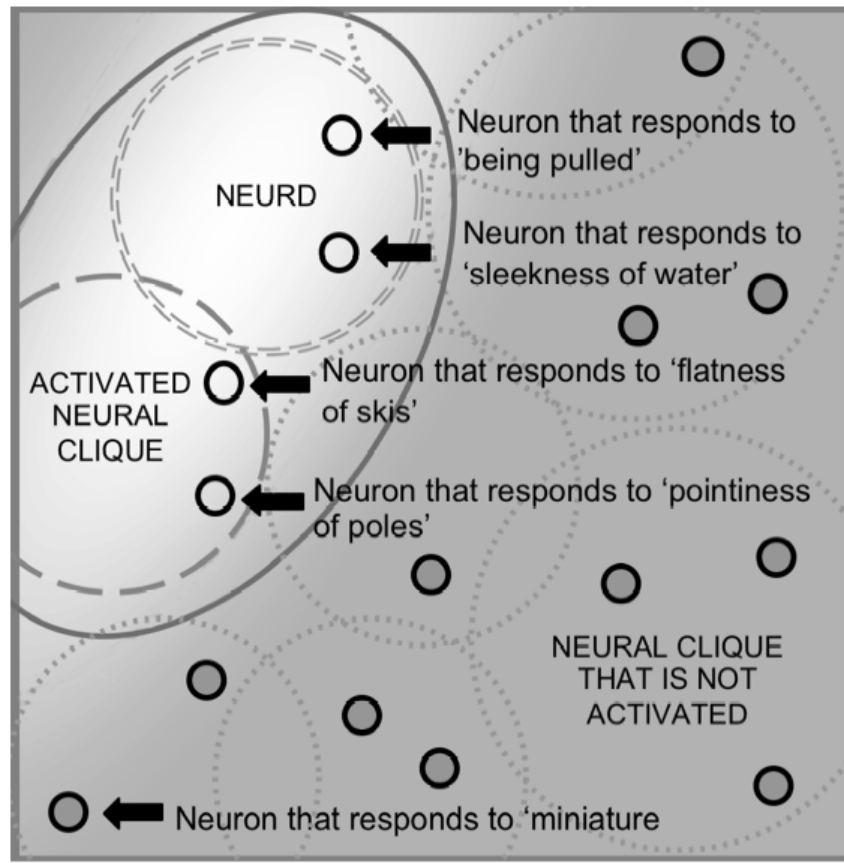 Neuron that responds to
'being pulled'
NEURD
Neuron that responds to
'sleekness of water'
ACTIVATED
NEURAL
CLIQUE
Neuron that responds to 'flatness
of skis'
Neuron that responds to 'pointiness
of poles'
NEURAL CLIQUE
THAT IS NOT
ACTIVATED
Neuron that responds to 'miniature